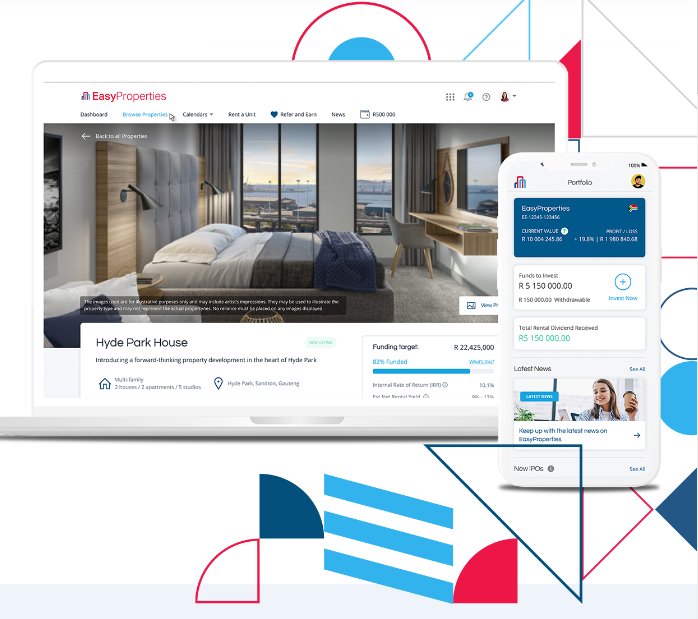 EasyProperties
Dashboard
Browse Properties
Calendars
Rent a Unit
Refer and Earn
News
R500 000
Back to all Properties
The images used are for illustrative purposes only and may include artist's impressions. They may be used to illustrate the
property type and may not represent the actual properties. No reliance must be placed on any images displayed.
View
Hyde Park House
NEW LISTING
Introducing a forward-thinking property development in the heart of Hyde Park
Multi-family
2 houses / 2 apartments / 5 studios
Hyde Park, Sandton, Gauteng
Funding target:
R 22,425,000
82% Funded
What's this?
Internal Rate of Return (IRR)
10.1%
Est Net Rental Yield
100%
Portfolio
EasyProperties
EE-12345-123456
CURRENT VALUE
PROFIT / LOSS
R 10 004 245.86
+ 19.8% | R 1 980 840.68
Funds to Invest
R 5 150 000.00
R 150 000.00 Withdrawable
Invest Now
Total Rental Dividend Received
R5 150 000.00
Latest News
See All
LATEST NEWS
Keep up with the latest news on
EasyProperties
New IPOs
See All